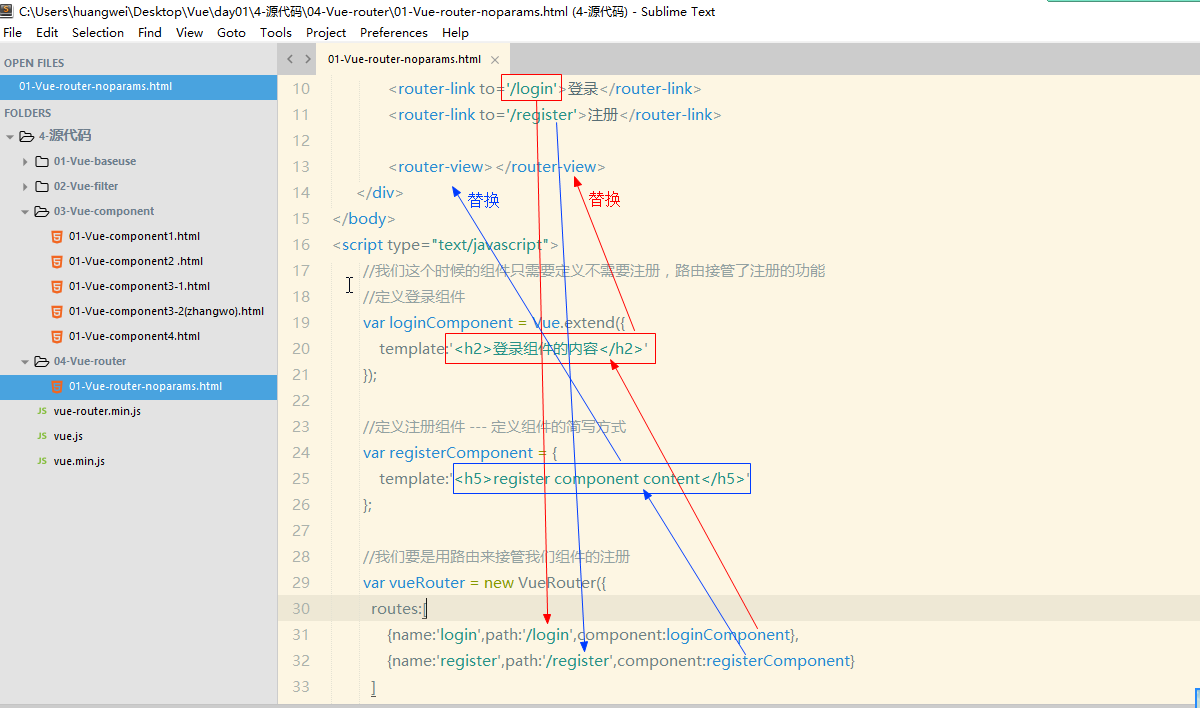 C:\Users\huangwei\Desktop\Vue\day01\4-源代码\04-Vue-router\01-Vue-router-noparams.html (4-源代码) - Sublime Text
File Edit Selection Find View Goto Tools Project Preferences Help
OPEN FILES
01-Vue-router-noparams.html
FOLDERS
4-源代码
01-Vue-baseuse
02-Vue-filter
03-Vue-component
01-Vue-component1.html
01-Vue-component2 .html
01-Vue-component3-1.html
01-Vue-component3-2(zhangwo).html
01-Vue-component4.html
04-Vue-router
01-Vue-router-noparams.html
JS vue-router.min.js
JS vue.js
JS vue.min.js
01-Vue-router-noparams.html
10 <router-link to='/login'>登录</router-link>
11 <router-link to='/register'>注册</router-link>
12
13 <router-view></router-view>
14 </div>
替换 替换
15 </body>
16 <script type="text/javascript">
17 //我们这个时候的组件只需要定义不需要注册，路由接管了注册的功能
18 //定义登录组件
19 var loginComponent = Vue.extend({
20 template:'<h2>登录组件的内容</h2>'
21 });
22
23 //定义注册组件 --- 定义组件的简写方式
24 var registerComponent = {
25 template:'<h5>register component content</h5>'
26 };
27
28 //我们要是用路由来接管我们组件的注册
29 var vueRouter = new VueRouter({
30 routes:[
31 {name:'login',path:'/login',component:loginComponent},
32 {name:'register',path:'/register',component:registerComponent}
33 ]